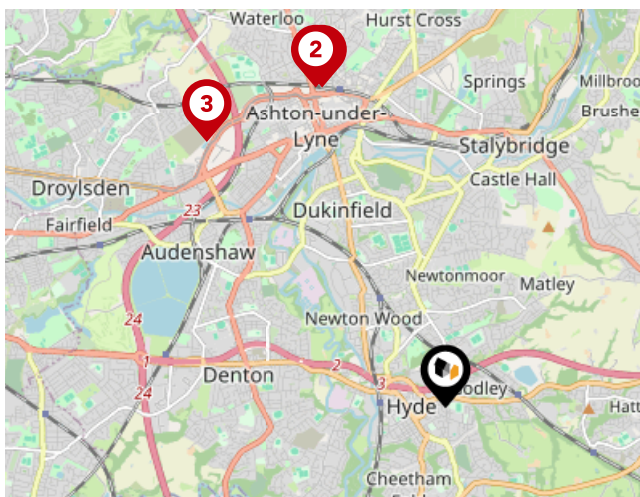 Waterloo
Hurst Cross
2
Springs
Millbroo
3
Brushe
Ashton-under-
Lyne
Stalybridge
Castle Hall
Droylsden
23
Dukinfield
Fairfield
Audenshaw
Newtonmoor
Matley
24
Newton Wood
1
2
Denton
3
odley
24
Hyde
Hatt
Cheetham